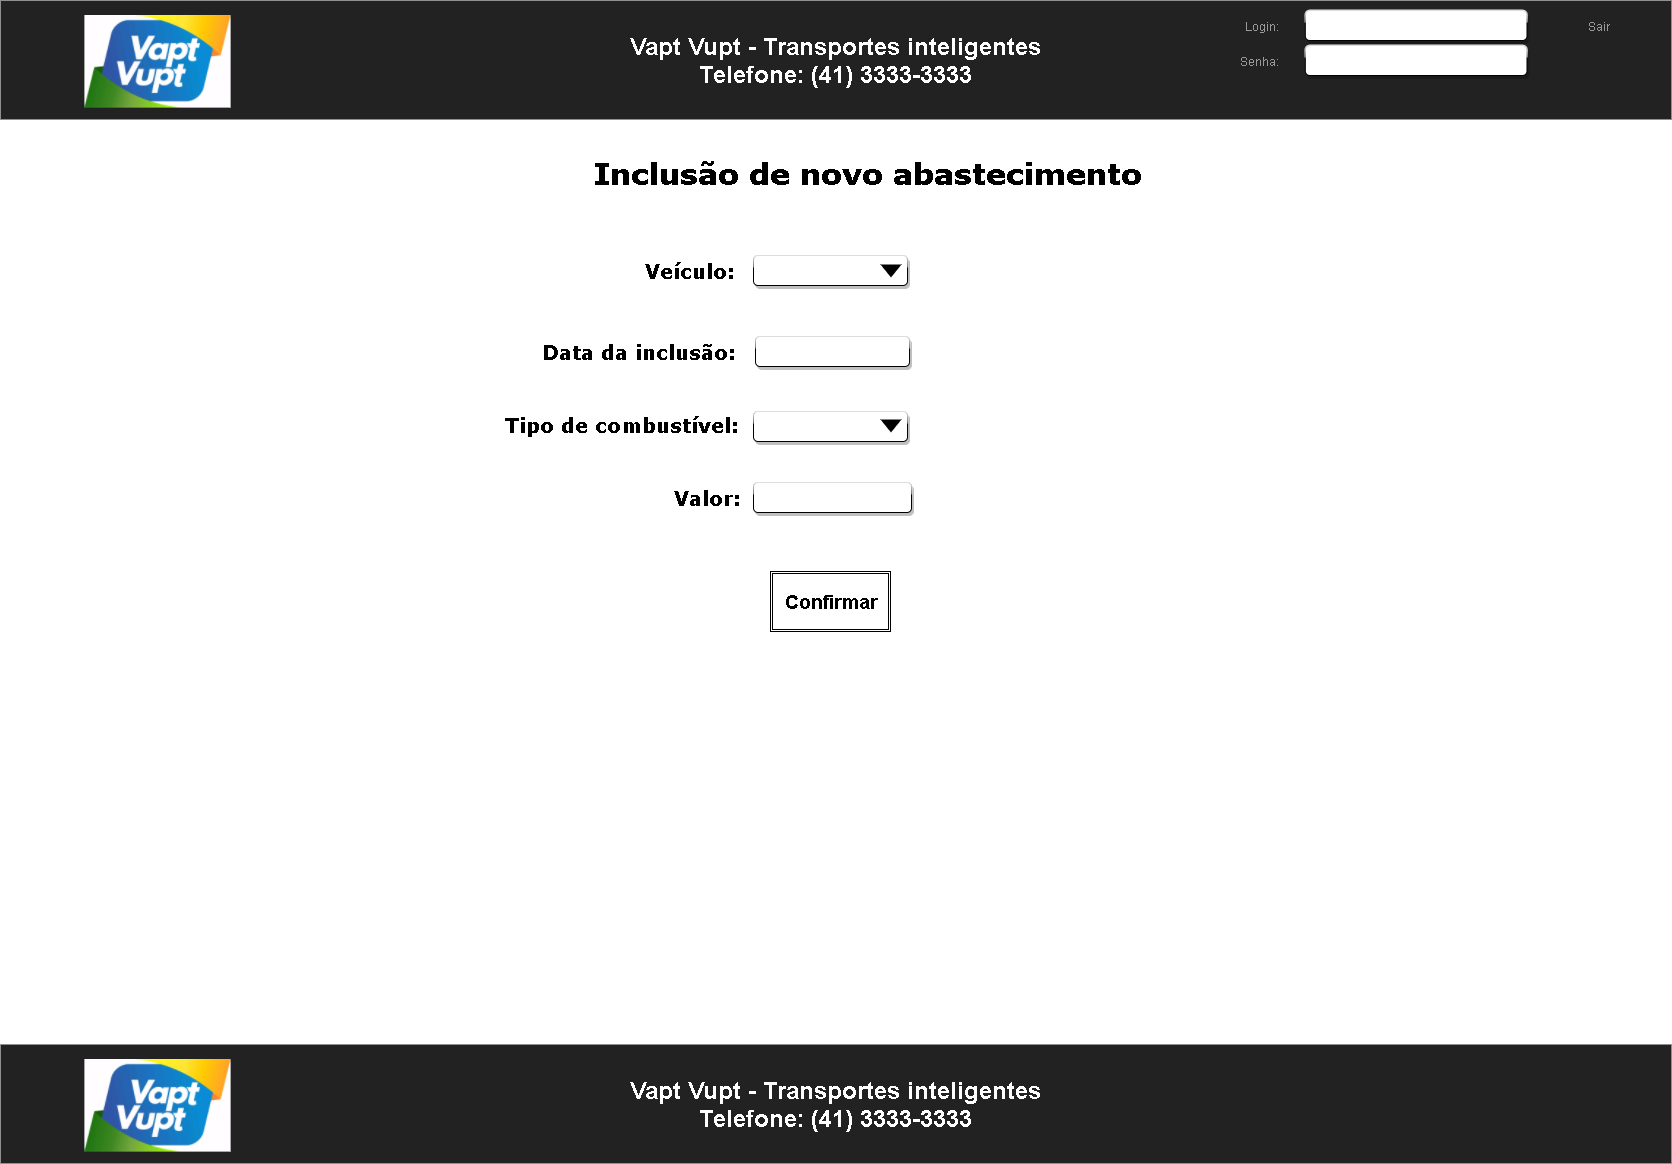 Vapt
Vupt
Vapt Vupt - Transportes inteligentes
Telefone: (41) 3333-3333
Login:
Sair
Senha:
Inclusão de novo abastecimento
Veículo:
Data da inclusão:
Tipo de combustível:
Valor:
Confirmar
Vapt
Vupt
Vapt Vupt - Transportes inteligentes
Telefone: (41) 3333-3333